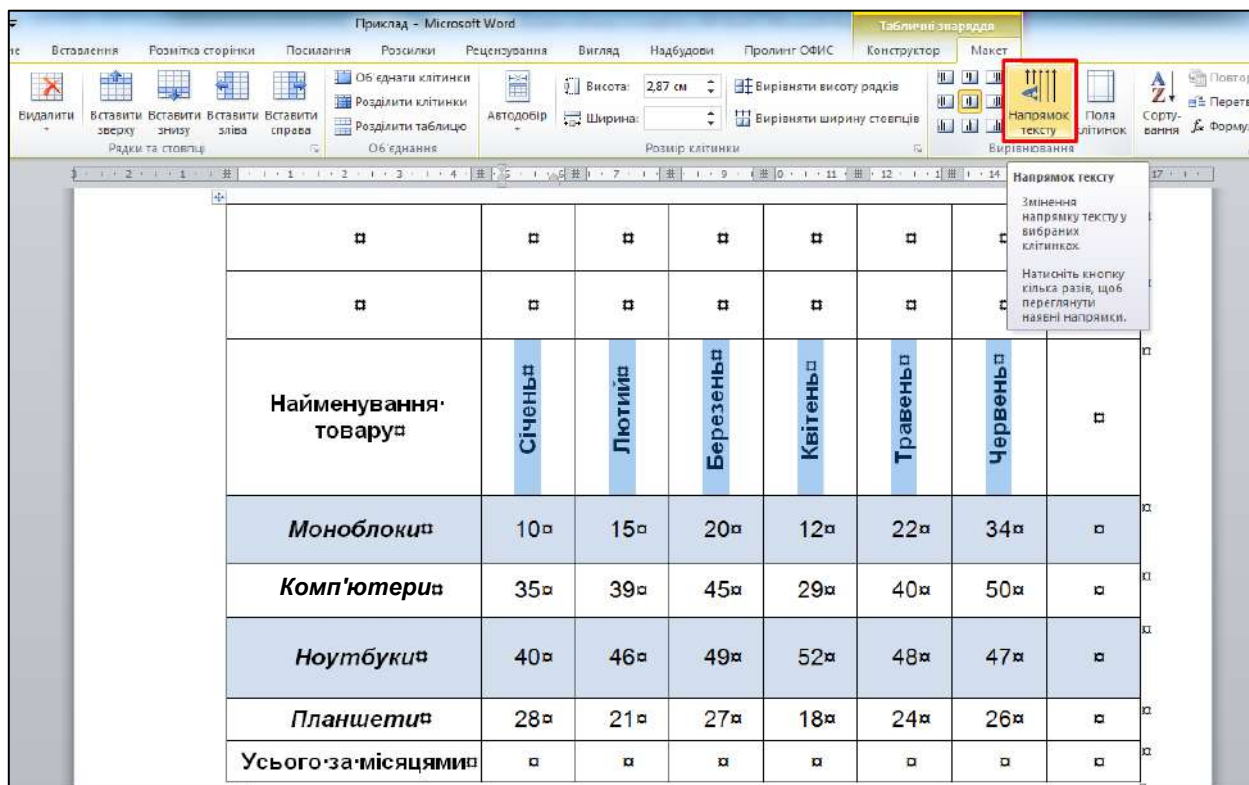 Приклад - Microsoft Word
Табличні знаряддя
Вставлення Розмітка сторінки Посилання Розсилки Рецензування Вигляд Надбудови Пролинг ОФИС Конструктор Макет
Видалити
Вставити зверху
Вставити знизу
Вставити зліва
Вставити справа
Рядки та стовпці
Об'єднати клітинки
Розділити клітинки
Розділити таблицю
Об'єднання
Автодобір
Висота: 2,87 см
Ширина:
Вирівняти висоту рядків
Вирівняти ширину стовпців
Розмір клітинки
Напрямок
тексту
Поля
клітинок
Вирівнювання
Сорту-
вання
Напрямок тексту
Змінення
напрямку тексту у
вибраних
клітинках.
Натисніть кнопку
кілька разів, щоб
переглянути
наявні напрямки.
¤ ¤ ¤ ¤ ¤ ¤
¤ ¤ ¤ ¤ ¤ ¤
Найменування·
товару¤
Січень¤ Лютий¤ Березень¤ Квітень¤ Травень¤ Червень¤ ¤
Моноблоки¤ 10¤ 15¤ 20¤ 12¤ 22¤ 34¤ ¤
Комп'ютери¤ 35¤ 39¤ 45¤ 29¤ 40¤ 50¤ ¤
Ноутбуки¤ 40¤ 46¤ 49¤ 52¤ 48¤ 47¤ ¤
Планшети¤ 28¤ 21¤ 27¤ 18¤ 24¤ 26¤ ¤
Усього·за·місяцями¤ ¤ ¤ ¤ ¤ ¤ ¤ ¤